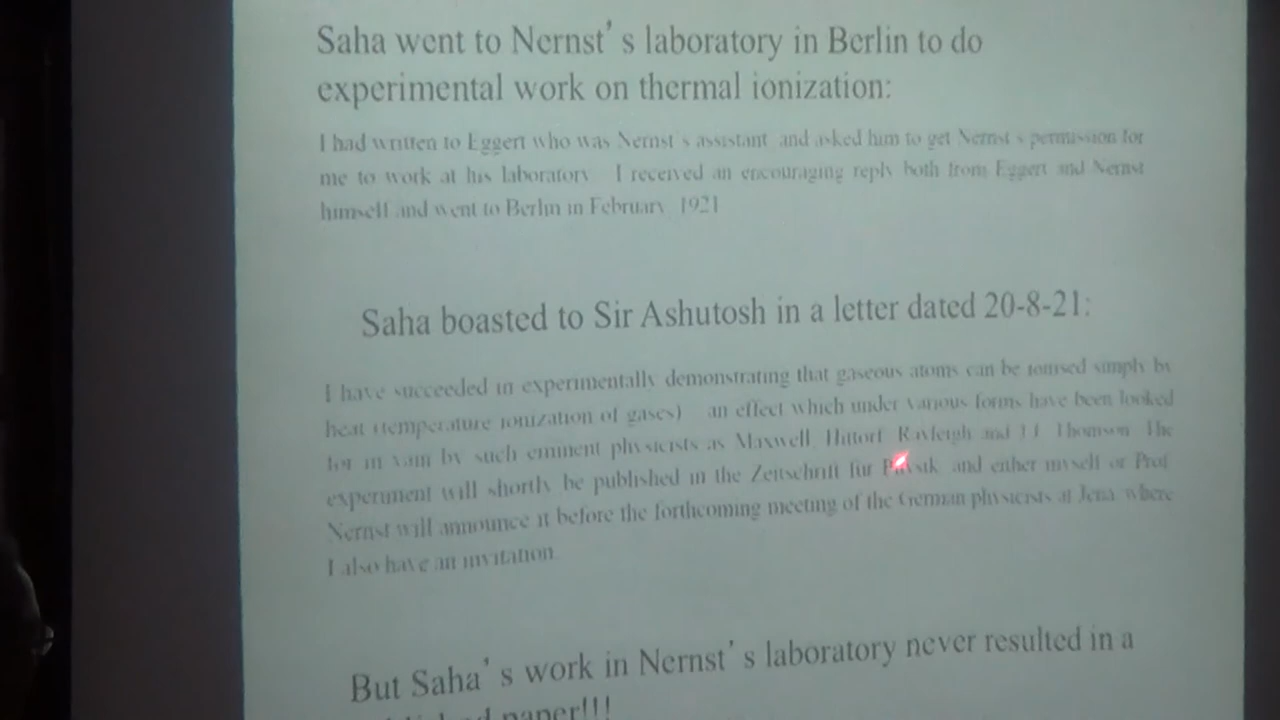 Saha went to Nernst's laboratory in Berlin to do
experimental work on thermal ionization:
I had written to Eggert who was Nernst's assistant and asked him to get Nernst's permission for
me to work at his laboratory I received an encouraging reply both from Eggert and Nernst
himself and went to Berlin in February 1921
Saha boasted to Sir Ashutosh in a letter dated 20-8-21:
I have succeeded in experimentally demonstrating that gaseous atoms can be ionised simply by
heat (temperature ionization of gases) an effect which under various forms have been looked
for in vain by such eminent physicists as Maxwell, Hittorf, Rayleigh and J J Thomson The
experiment will shortly be published in the Zeitschrift für Physik and either myself or Prof
Nernst will announce it before the forthcoming meeting of the German physicists at Jena where
I also have an invitation
But Saha's work in Nernst's laboratory never resulted in a
paper!!!